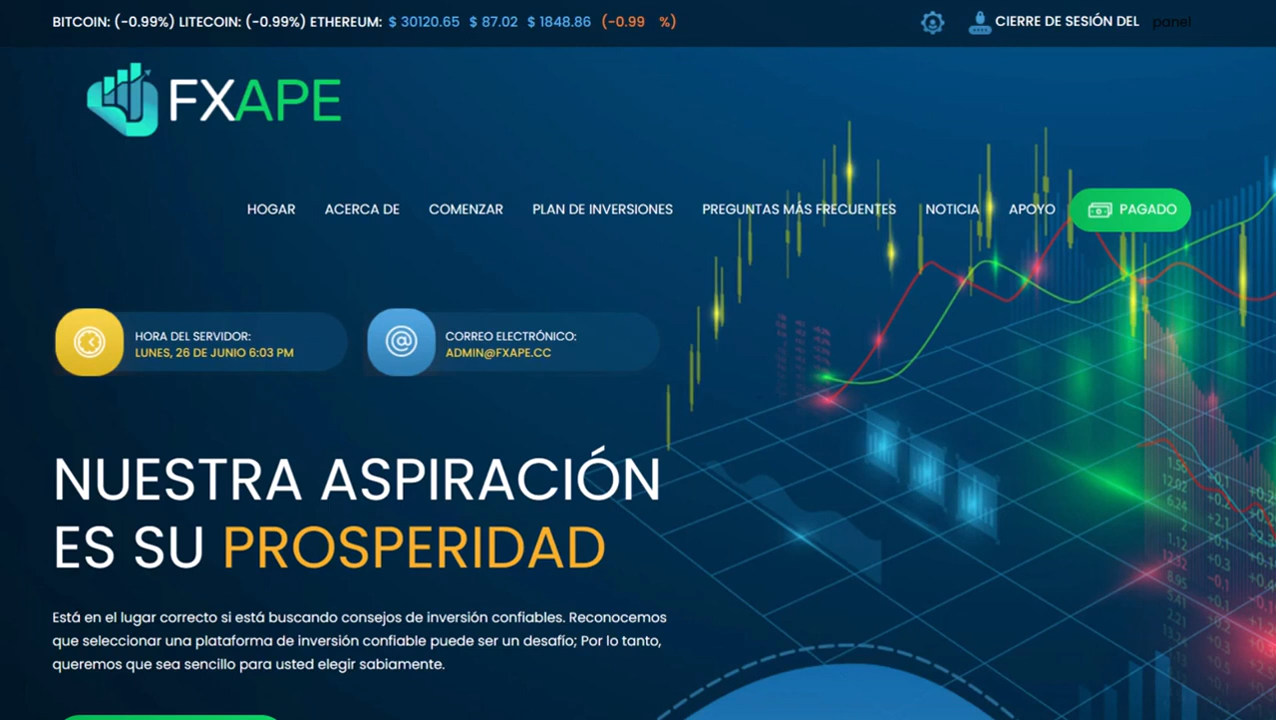 BITCOIN: (-0.99%) LITECOIN: (-0.99%) ETHEREUM: $ 30120.65 $ 87.02 $ 1848.86 (-0.99 %)
CIERRE DE SESIÓN DEL panel
FXAPE
HOGAR ACERCA DE COMENZAR PLAN DE INVERSIONES PREGUNTAS MÁS FRECUENTES NOTICIA APOYO PAGADO
HORA DEL SERVIDOR:
LUNES, 26 DE JUNIO 6:03 PM
CORREO ELECTRÓNICO:
ADMIN@FXAPE.CC
NUESTRA ASPIRACIÓN
ES SU PROSPERIDAD
Está en el lugar correcto si está buscando consejos de inversión confiables. Reconocemos
que seleccionar una plataforma de inversión confiable puede ser un desafío; Por lo tanto,
queremos que sea sencillo para usted elegir sabiamente.